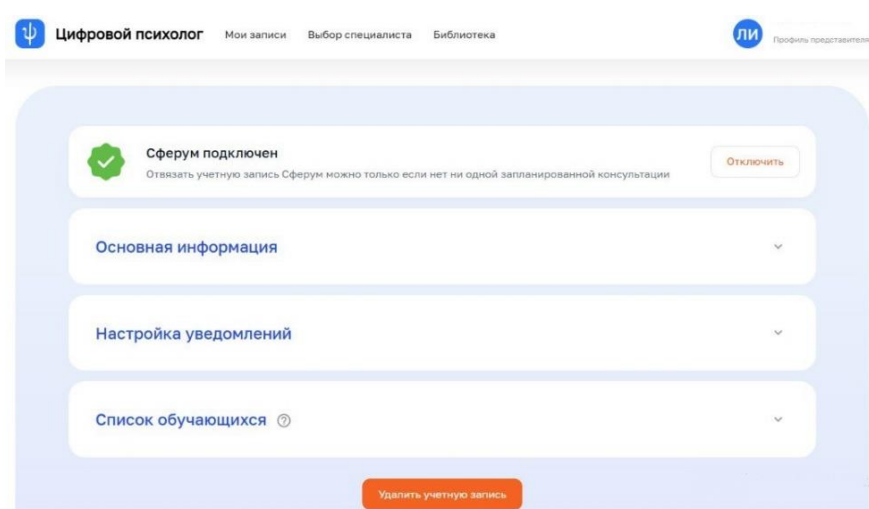 Цифровой психолог Мои записи Выбор специалиста Библиотека ЛИ Профиль представителя
Сферум подключен
Отвязать учетную запись Сферум можно только если нет ни одной запланированной консультации
Отключить
Основная информация
Настройка уведомлений
Список обучающихся ?
Удалить учетную запись